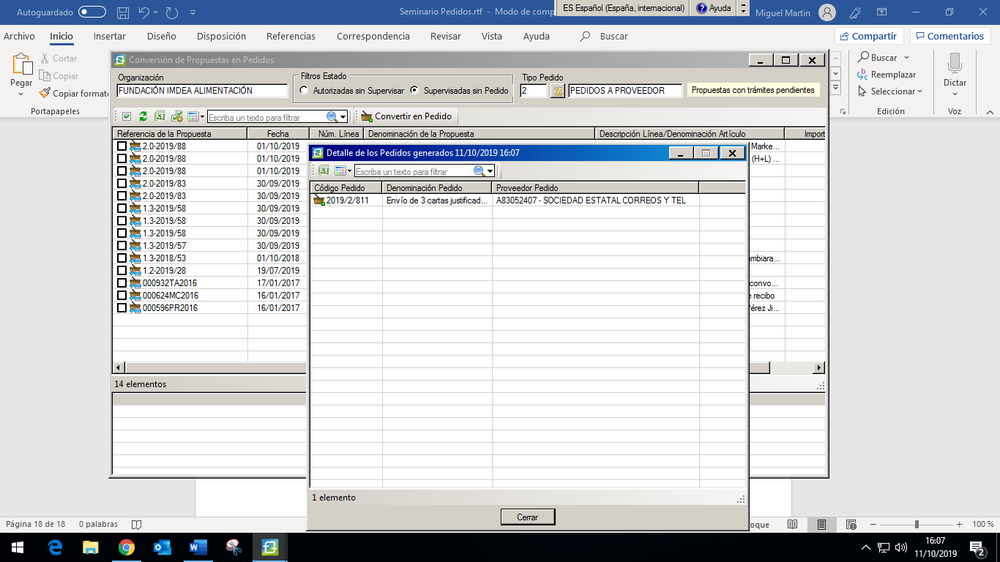 Autoguardado
Seminario Pedidos.rtf - Modo de comp
ES Español (España, internacional)
Ayuda
Miguel Martin
Archivo Inicio Insertar Diseño Disposición Referencias Correspondencia Revisar Vista Ayuda Buscar
Compartir Comentarios
Pegar
Cortar
Copiar
Copiar formato
Portapapeles
Buscar
Reemplazar
Seleccionar
Edición
Dictar
Voz
Conversión de Propuestas en Pedidos
Organización
FUNDACIÓN IMDEA ALIMENTACIÓN
Filtros Estado
Autorizadas sin Supervisar Supervisadas sin Pedido
Tipo Pedido
2 Z PEDIDOS A PROVEEDOR
Propuestas con trámites pendientes
Escriba un texto para filtrar
Convertir en Pedido
Referencia de la Propuesta Fecha Núm. Línea Denominación de la Propuesta Descripción Línea/Denominación Artículo Import
2.0-2019/88 01/10/2019 Marke...
2.0-2019/88 01/10/2019 (H+L) ...
2.0-2019/88 01/10/2019
2.0-2019/83 30/09/2019
2.0-2019/83 30/09/2019
1.3-2019/58 30/09/2019
1.3-2019/58 30/09/2019
1.3-2019/58 30/09/2019
1.3-2019/57 30/09/2019
1.3-2018/53 01/10/2018 mbiara...
1.2-2019/28 19/07/2019
000932TA2016 17/01/2017 convo...
000624MC2016 16/01/2017 e recibo
000596PR2016 16/01/2017 Pérez Ji...
14 elementos
Detalle de los Pedidos generados 11/10/2019 16:07
Escriba un texto para filtrar
Código Pedido Denominación Pedido Proveedor Pedido
2019/2/811 Envío de 3 cartas justificad... A83052407 - SOCIEDAD ESTATAL CORREOS Y TEL
1 elemento
Cerrar
Página 18 de 18 0 palabras
oque
100 %
16:07
11/10/2019
2